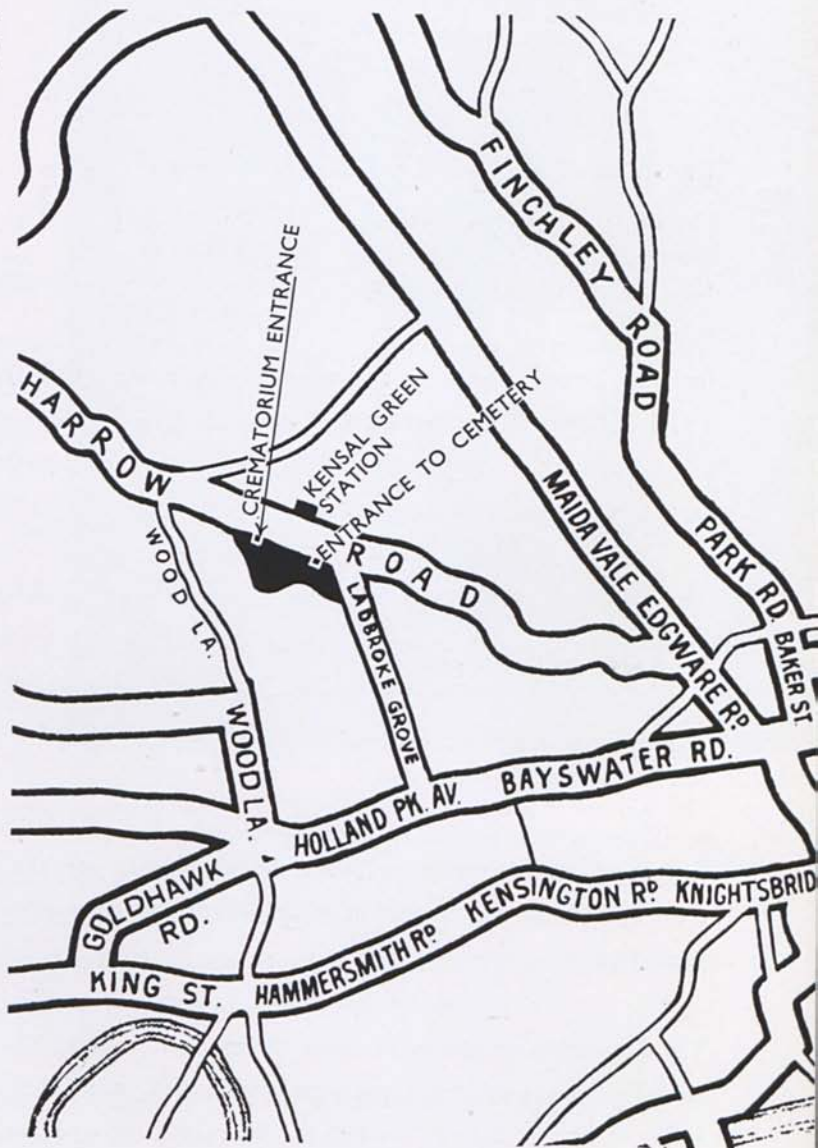 FINCHLEY ROAD
CREMATORIUM ENTRANCE
HARROW ROAD
KENSAL GREEN
STATION
ENTRANCE TO CEMETERY
MAIDA VALE
EDGWARE RD.
PARK RD.
BAKER ST.
WOOD LA.
LADBROKE GROVE
WOOD LA.
HOLLAND PK. AV.
BAYSWATER RD.
GOLDHAWK
RD.
KENSINGTON RD
KNIGHTSBRID
KING ST.
HAMMERSMITH RD